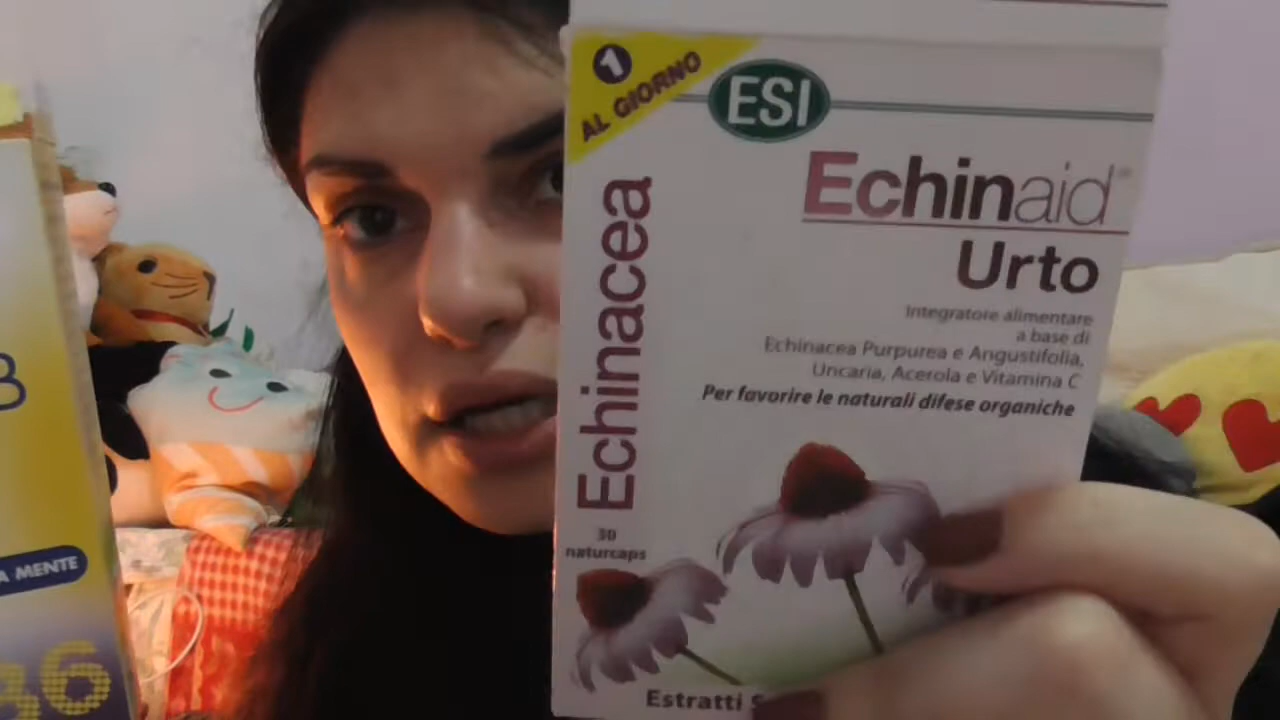 1
AL GIORNO
ESI
Echinaid
Urto
Integratore alimentare
a base di
Echinacea Purpurea e Angustifolia,
Uncaria, Acerola e Vitamina C
Per favorire le naturali difese organiche
Echinacea
30
naturcaps
Estratti
B
A MENTE
B6